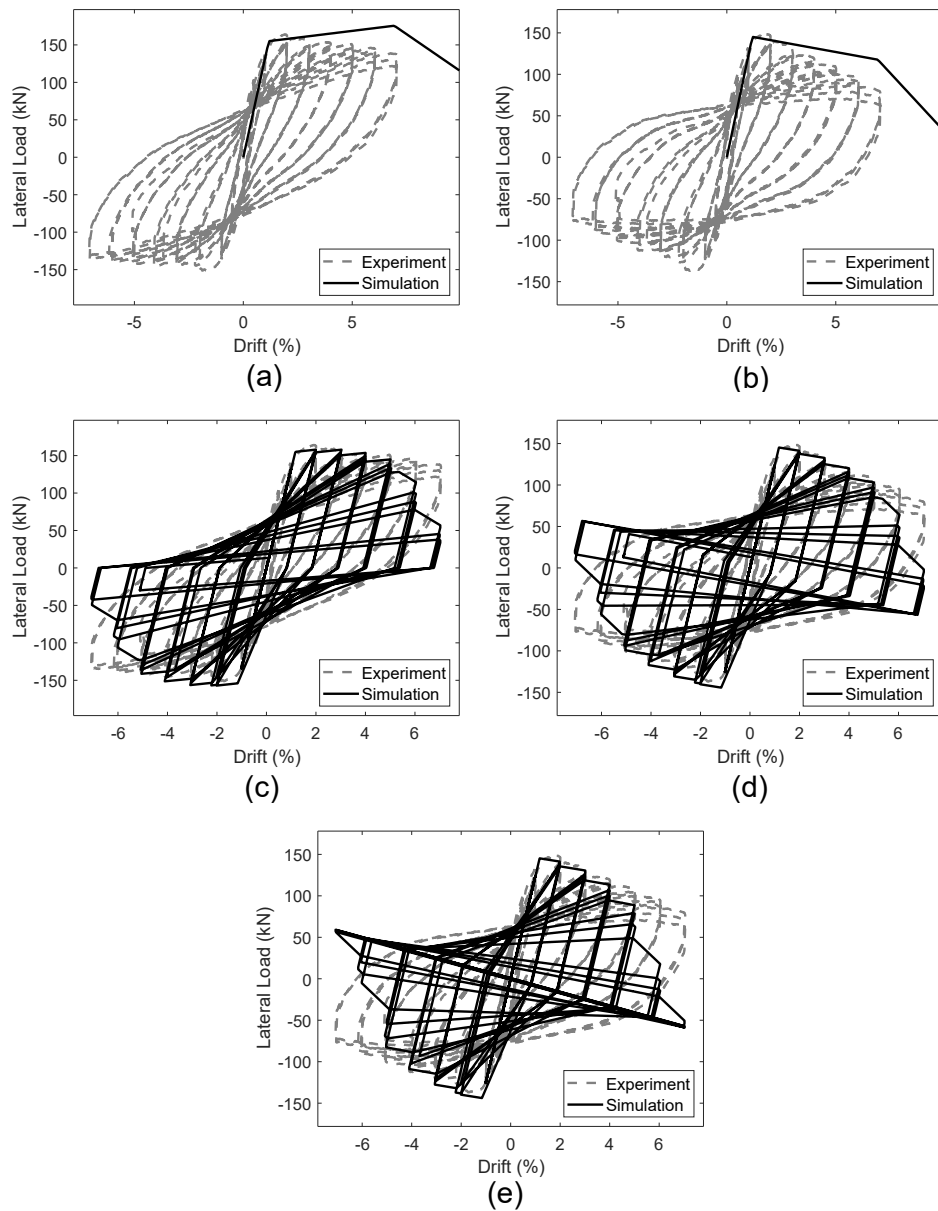 150
100
50
0
-50
-100
-150
Lateral Load (kN)
Experiment
Simulation
-5 0 5
Drift (%)
(a)
150
100
50
0
-50
-100
-150
Lateral Load (kN)
Experiment
Simulation
-5 0 5
Drift (%)
(b)
150
100
50
0
-50
-100
-150
Lateral Load (kN)
Experiment
Simulation
-6 -4 -2 0 2 4 6
Drift (%)
(c)
150
100
50
0
-50
-100
-150
Lateral Load (kN)
Experiment
Simulation
-6 -4 -2 0 2 4 6
Drift (%)
(d)
150
100
50
0
-50
-100
-150
Lateral Load (kN)
Experiment
Simulation
-6 -4 -2 0 2 4 6
Drift (%)
(e)